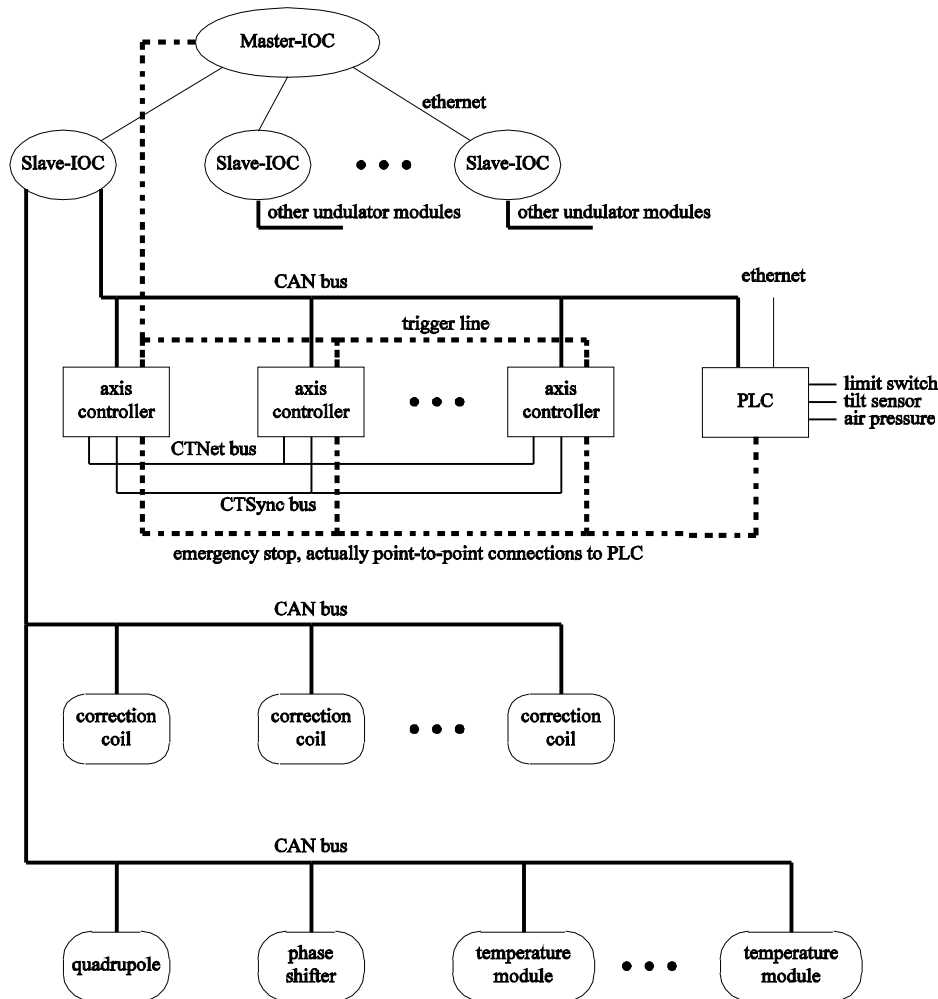 Master-IOC
ethernet
Slave-IOC
Slave-IOC
Slave-IOC
other undulator modules
other undulator modules
CAN bus
ethernet
trigger line
axis
controller
axis
controller
axis
controller
PLC
limit switch
tilt sensor
air pressure
CTNet bus
CTSync bus
emergency stop, actually point-to-point connections to PLC
CAN bus
correction
coil
correction
coil
correction
coil
CAN bus
quadrupole
phase
shifter
temperature
module
temperature
module